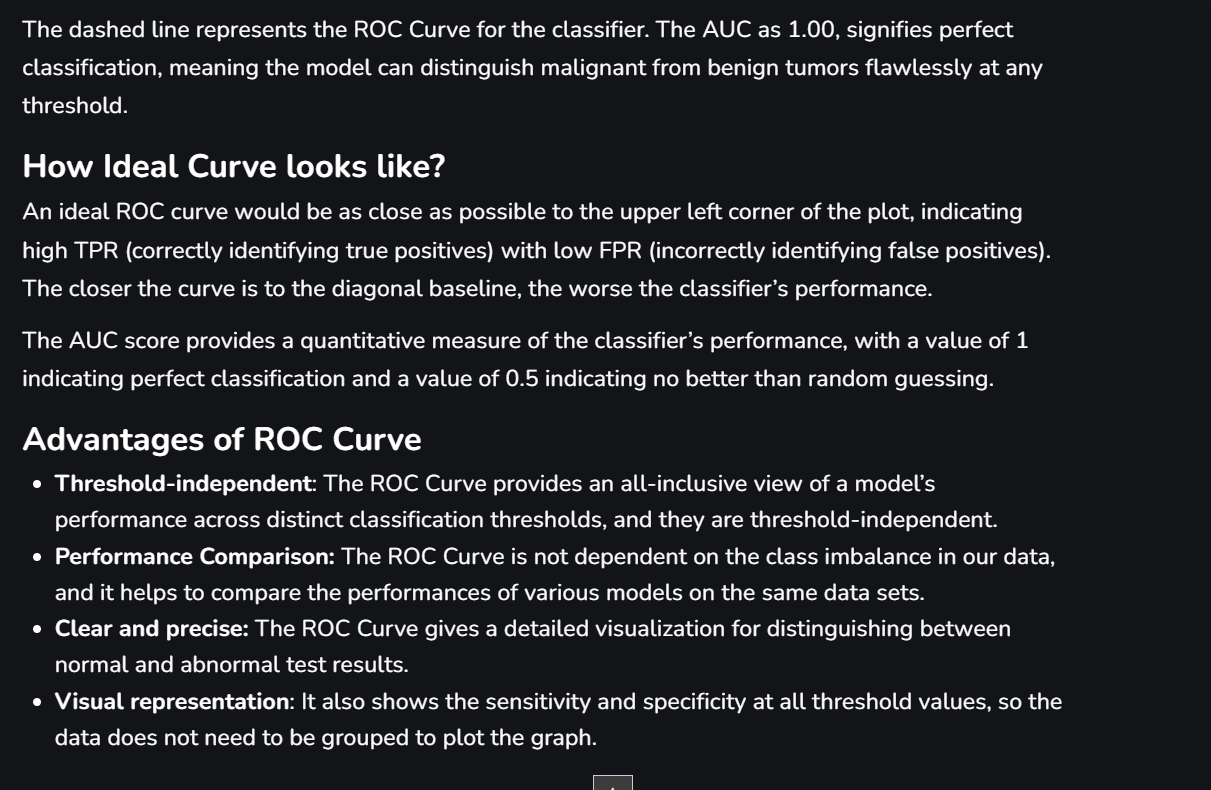 The dashed line represents the ROC Curve for the classifier. The AUC as 1.00, signifies perfect
classification, meaning the model can distinguish malignant from benign tumors flawlessly at any
threshold.
How Ideal Curve looks like?
An ideal ROC curve would be as close as possible to the upper left corner of the plot, indicating
high TPR (correctly identifying true positives) with low FPR (incorrectly identifying false positives).
The closer the curve is to the diagonal baseline, the worse the classifier’s performance.
The AUC score provides a quantitative measure of the classifier’s performance, with a value of 1
indicating perfect classification and a value of 0.5 indicating no better than random guessing.
Advantages of ROC Curve
• Threshold-independent: The ROC Curve provides an all-inclusive view of a model’s
performance across distinct classification thresholds, and they are threshold-independent.
• Performance Comparison: The ROC Curve is not dependent on the class imbalance in our data,
and it helps to compare the performances of various models on the same data sets.
• Clear and precise: The ROC Curve gives a detailed visualization for distinguishing between
normal and abnormal test results.
• Visual representation: It also shows the sensitivity and specificity at all threshold values, so the
data does not need to be grouped to plot the graph.